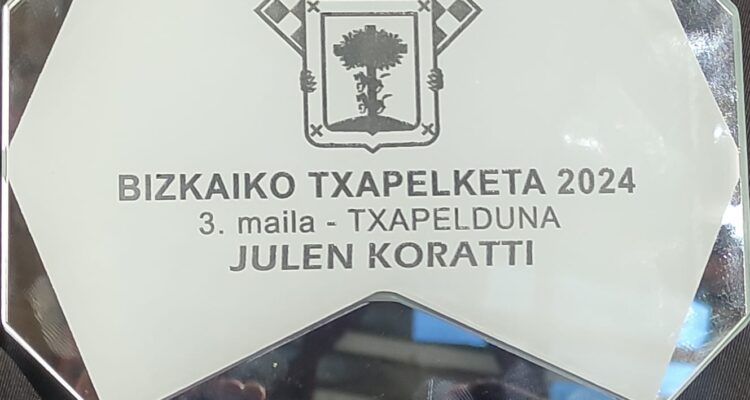 BIZKAIKO TXAPELKETA 2024
3. maila - TXAPELDUNA
JULEN KORATTI